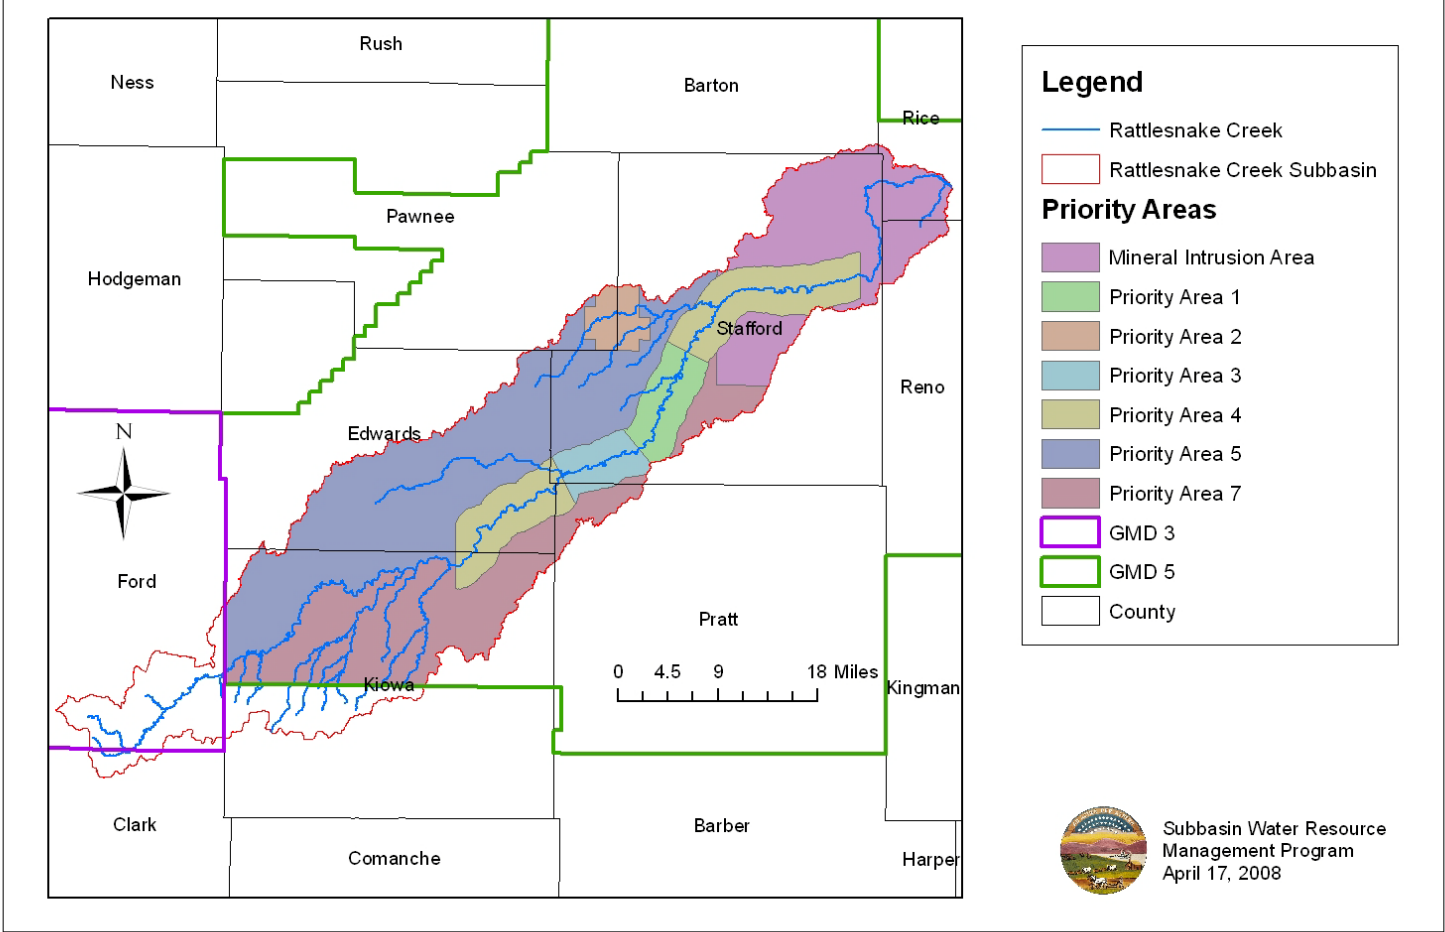 Rush
Ness
Barton
Rice
Pawnee
Hodgeman
Stafford
Reno
Edwards
N
Ford
Pratt
0 4.5 9 18 Miles
Kiowa
Kingman
Clark
Barber
Comanche
Harper
Legend
Rattlesnake Creek
Rattlesnake Creek Subbasin
Priority Areas
Mineral Intrusion Area
Priority Area 1
Priority Area 2
Priority Area 3
Priority Area 4
Priority Area 5
Priority Area 7
GMD 3
GMD 5
County
Subbasin Water Resource
Management Program
April 17, 2008